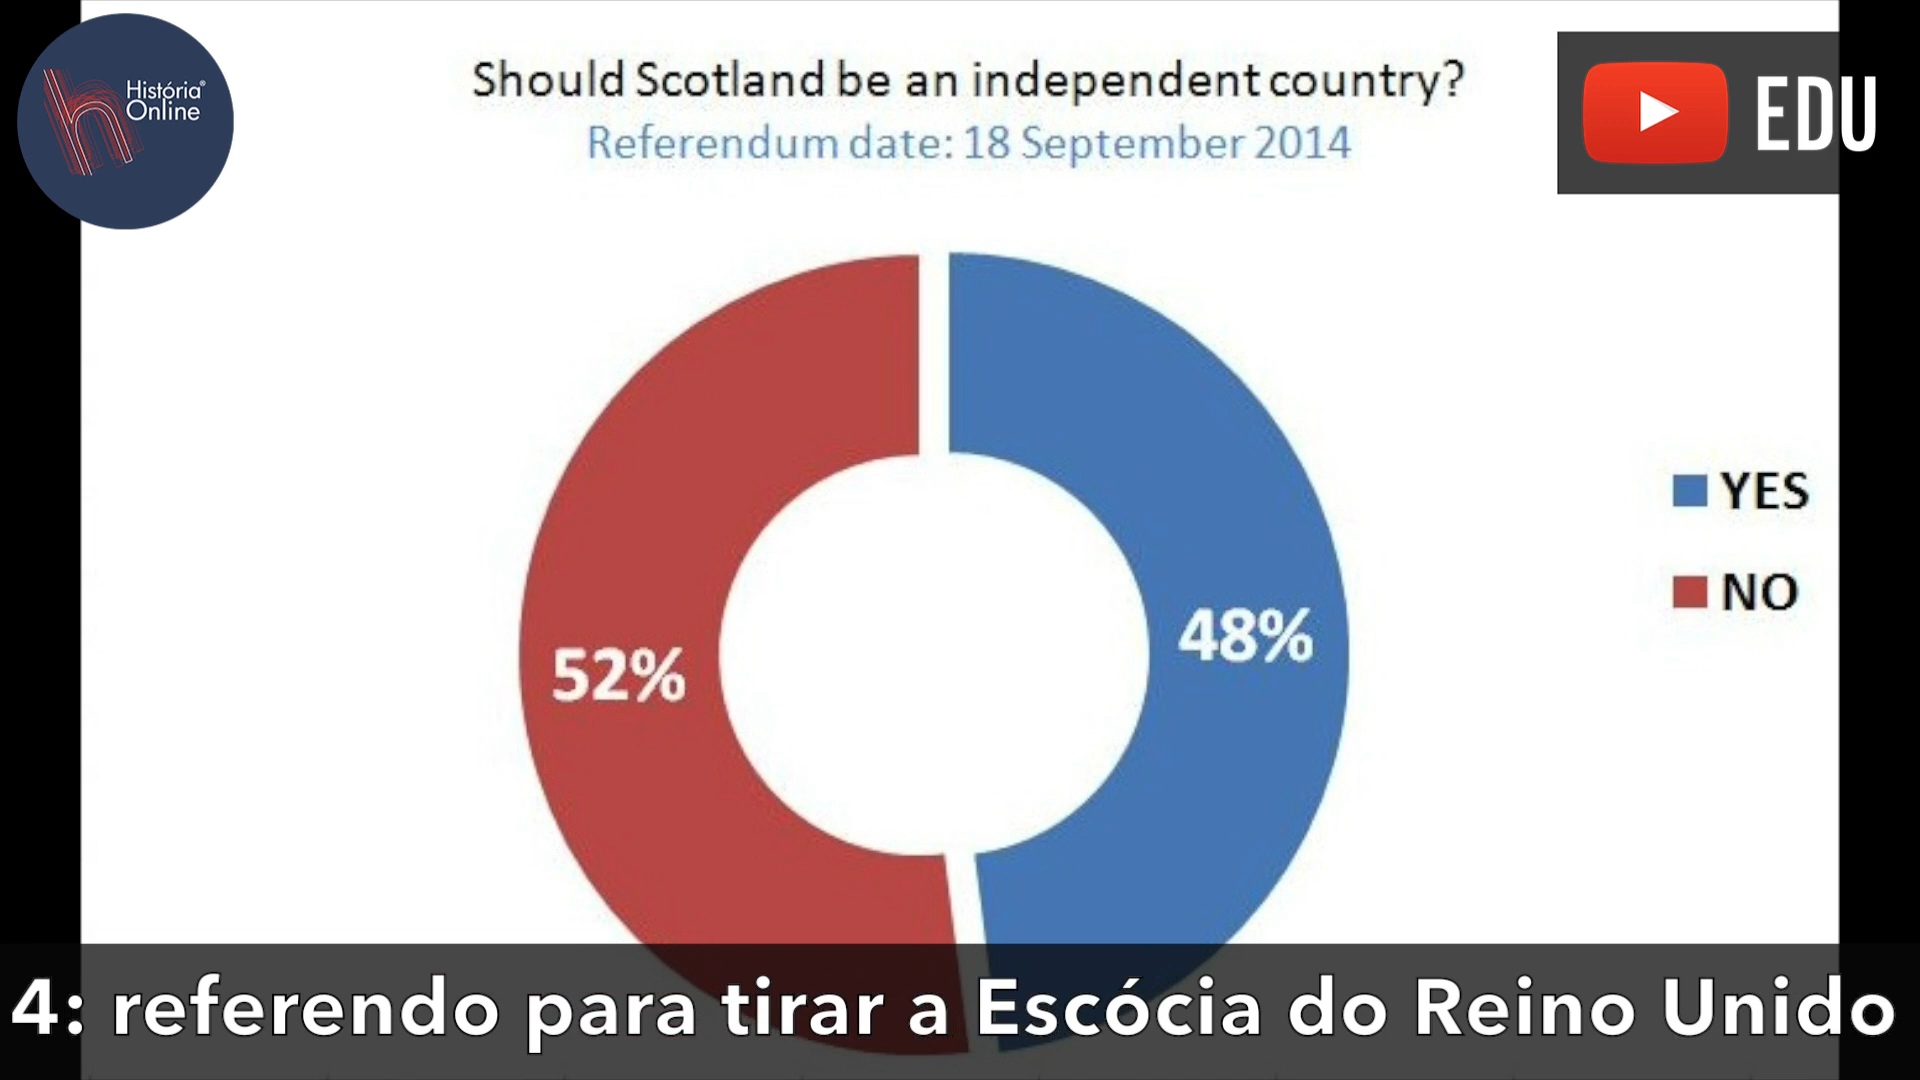 História®
Online
Should Scotland be an independent country?
Referendum date: 18 September 2014
EDU
YES
NO
48%
52%
4: referendo para tirar a Escócia do Reino Unido